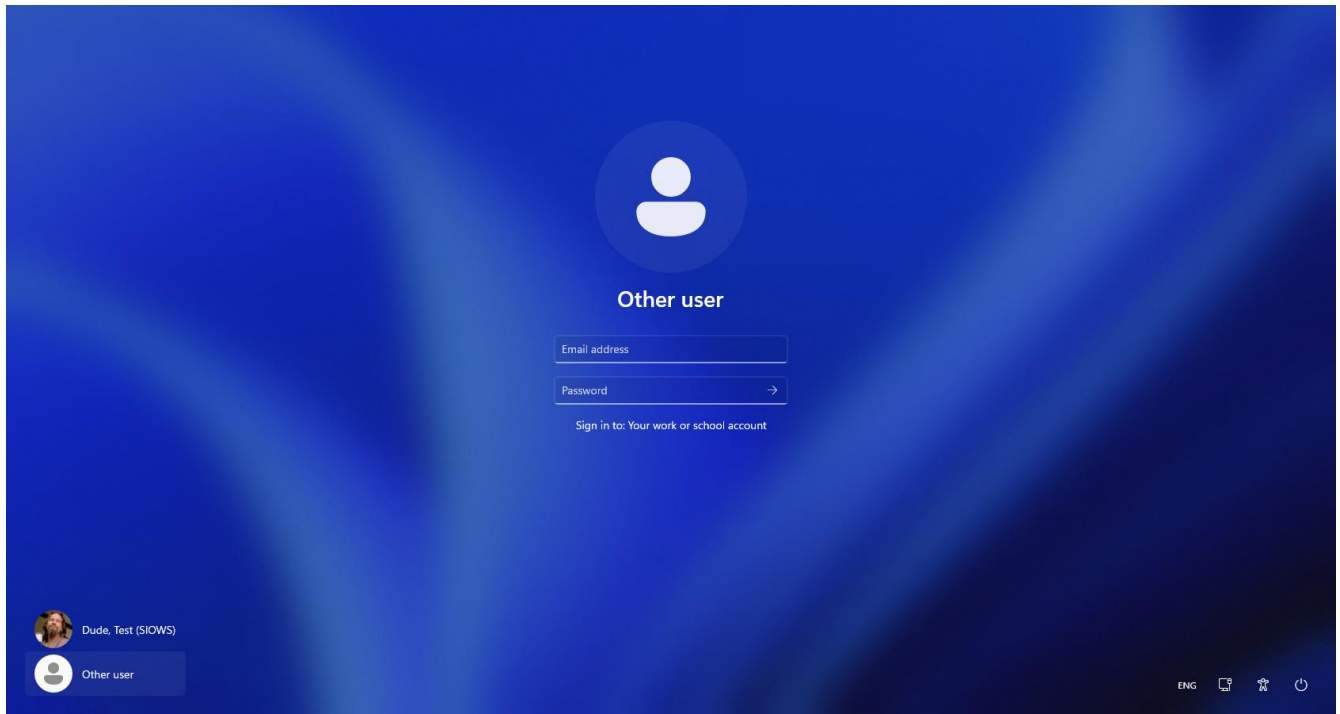 Other user
Email address
Password
Sign in to: Your work or school account
Dude, Test (SIOWS)
Other user
ENG